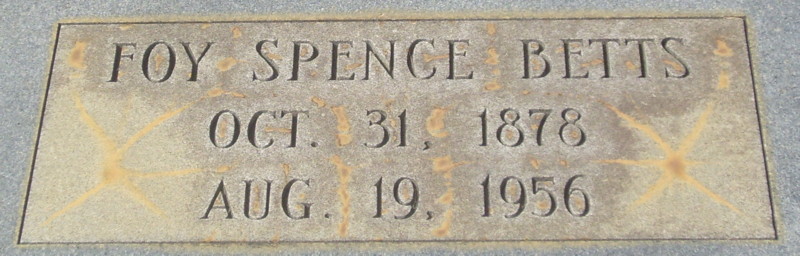 FOY SPENCE BETTS
OCT. 31, 1878
AUG. 19, 1956